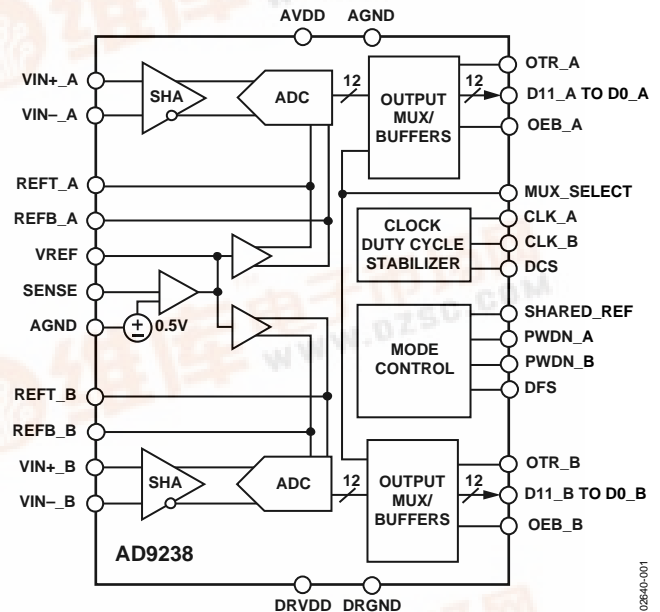 AVDD AGND
VIN+_A
VIN–_A
SHA
ADC
12
OUTPUT
MUX/
BUFFERS
12
OTR_A
D11_A TO D0_A
OEB_A
REFT_A
REFB_A
VREF
SENSE
AGND
0.5V
MUX_SELECT
CLOCK
DUTY CYCLE
STABILIZER
CLK_A
CLK_B
DCS
SHARED_REF
MODE
CONTROL
PWDN_A
PWDN_B
DFS
REFT_B
REFB_B
VIN+_B
VIN–_B
SHA
ADC
12
OUTPUT
MUX/
BUFFERS
12
OTR_B
D11_B TO D0_B
OEB_B
AD9238
DRVDD DRGND
02640-001
WWW.DZSC.COM